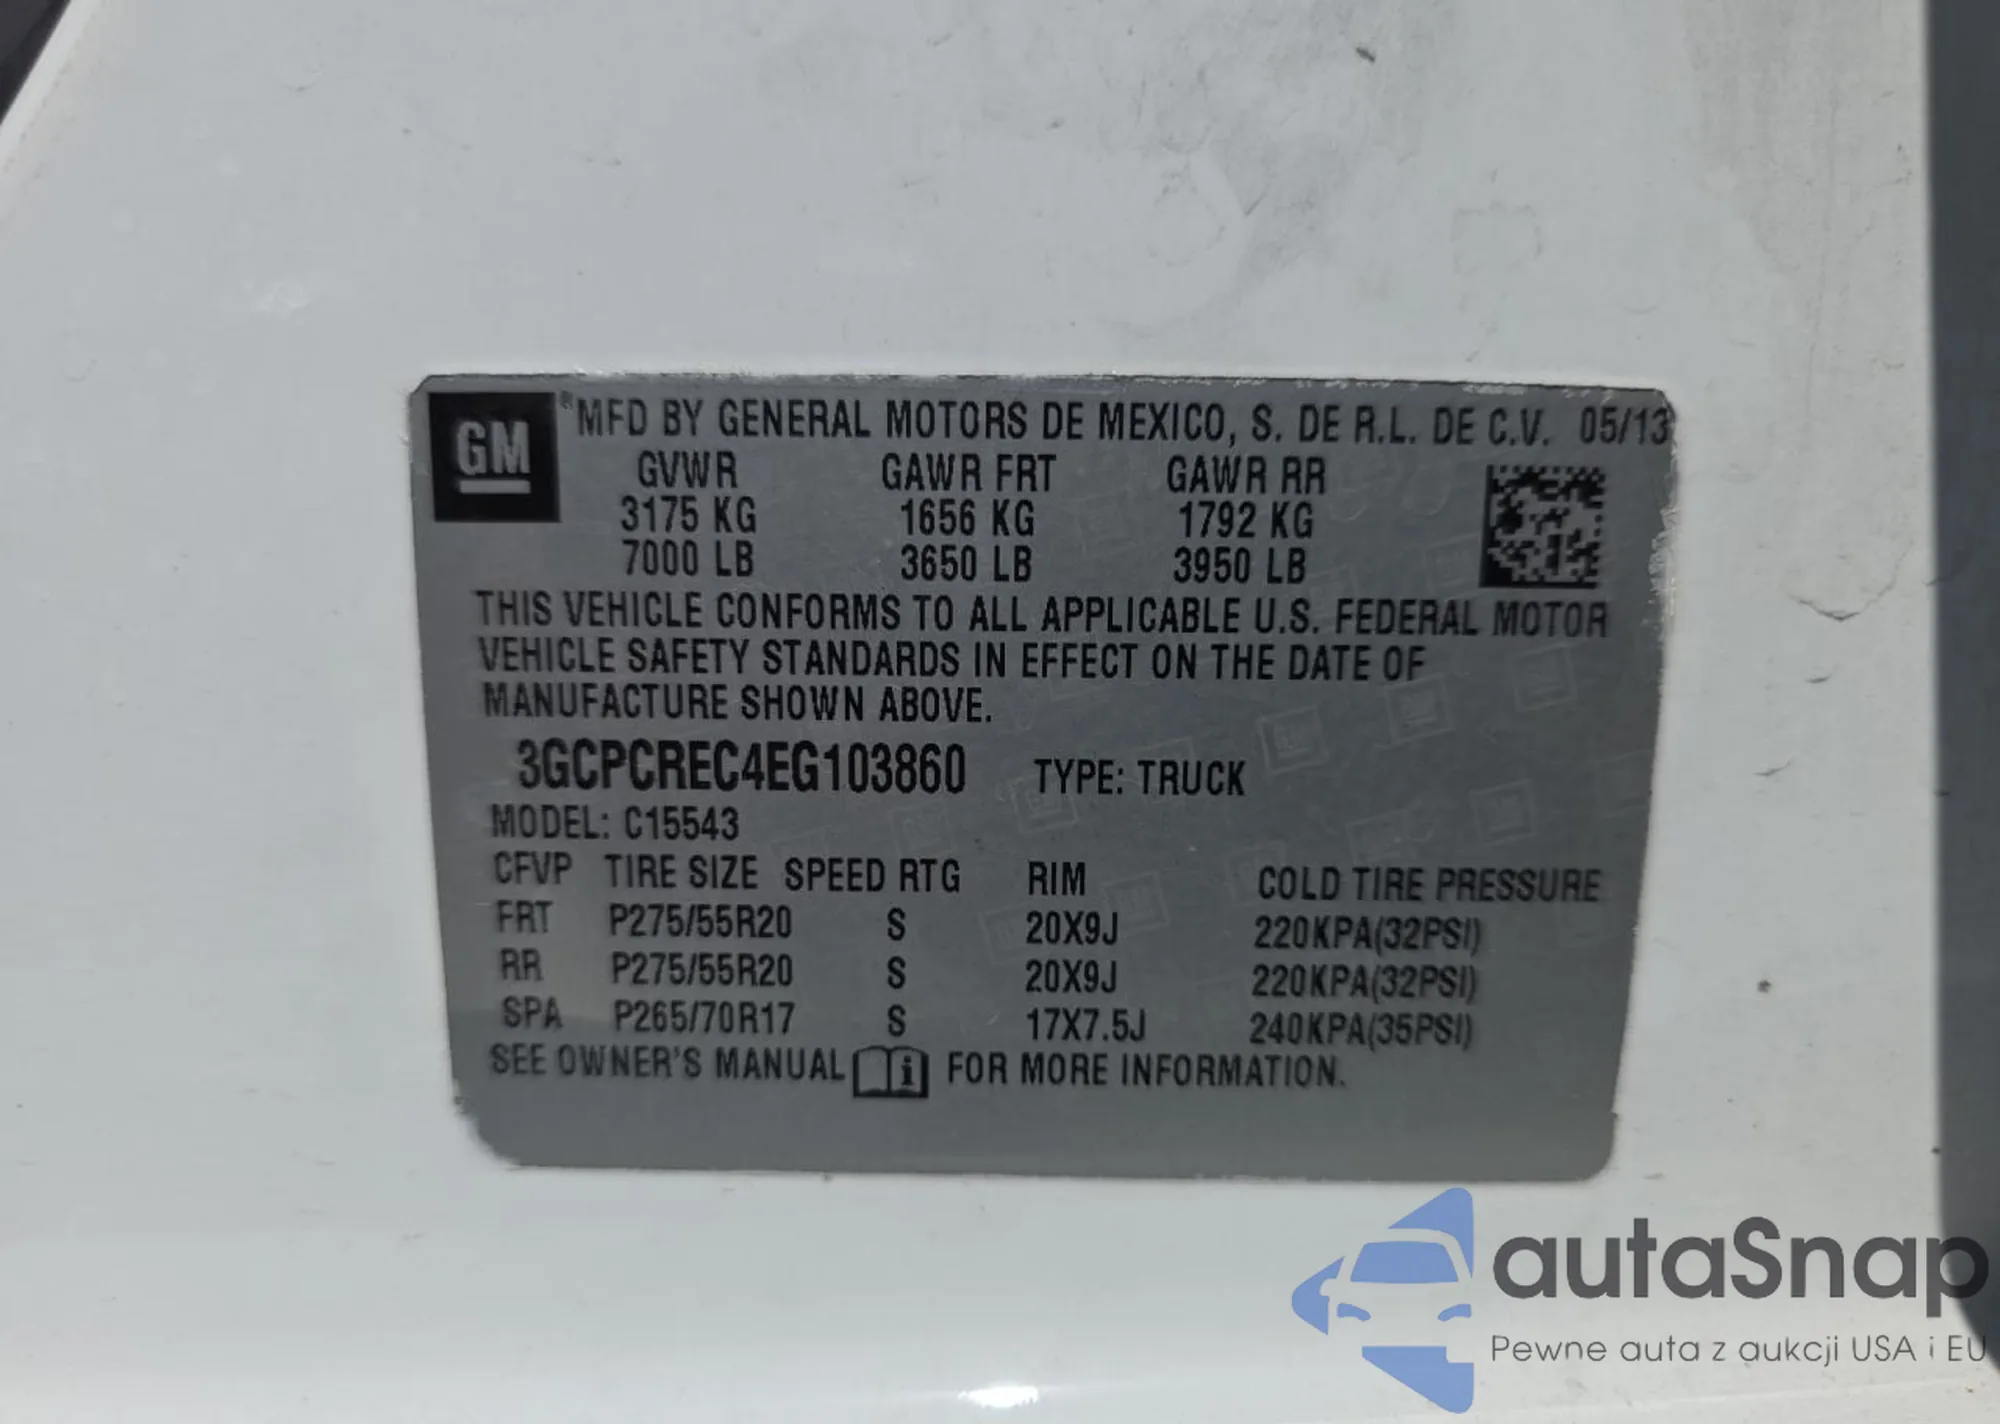 GM
®MFD BY GENERAL MOTORS DE MEXICO, S. DE R.L. DE C.V. 05/13
GVWR GAWR FRT GAWR RR
3175 KG 1656 KG 1792 KG
7000 LB 3650 LB 3950 LB
THIS VEHICLE CONFORMS TO ALL APPLICABLE U.S. FEDERAL MOTOR
VEHICLE SAFETY STANDARDS IN EFFECT ON THE DATE OF
MANUFACTURE SHOWN ABOVE.
3GCPCREC4EG103860 TYPE: TRUCK
MODEL: C15543
CFVP TIRE SIZE SPEED RTG RIM COLD TIRE PRESSURE
FRT P275/55R20 S 20X9J 220KPA(32PSI)
RR P275/55R20 S 20X9J 220KPA(32PSI)
SPA P265/70R17 S 17X7.5J 240KPA(35PSI)
SEE OWNER'S MANUAL i FOR MORE INFORMATION.
autaSnap
Pewne auta z aukcji USA i EU